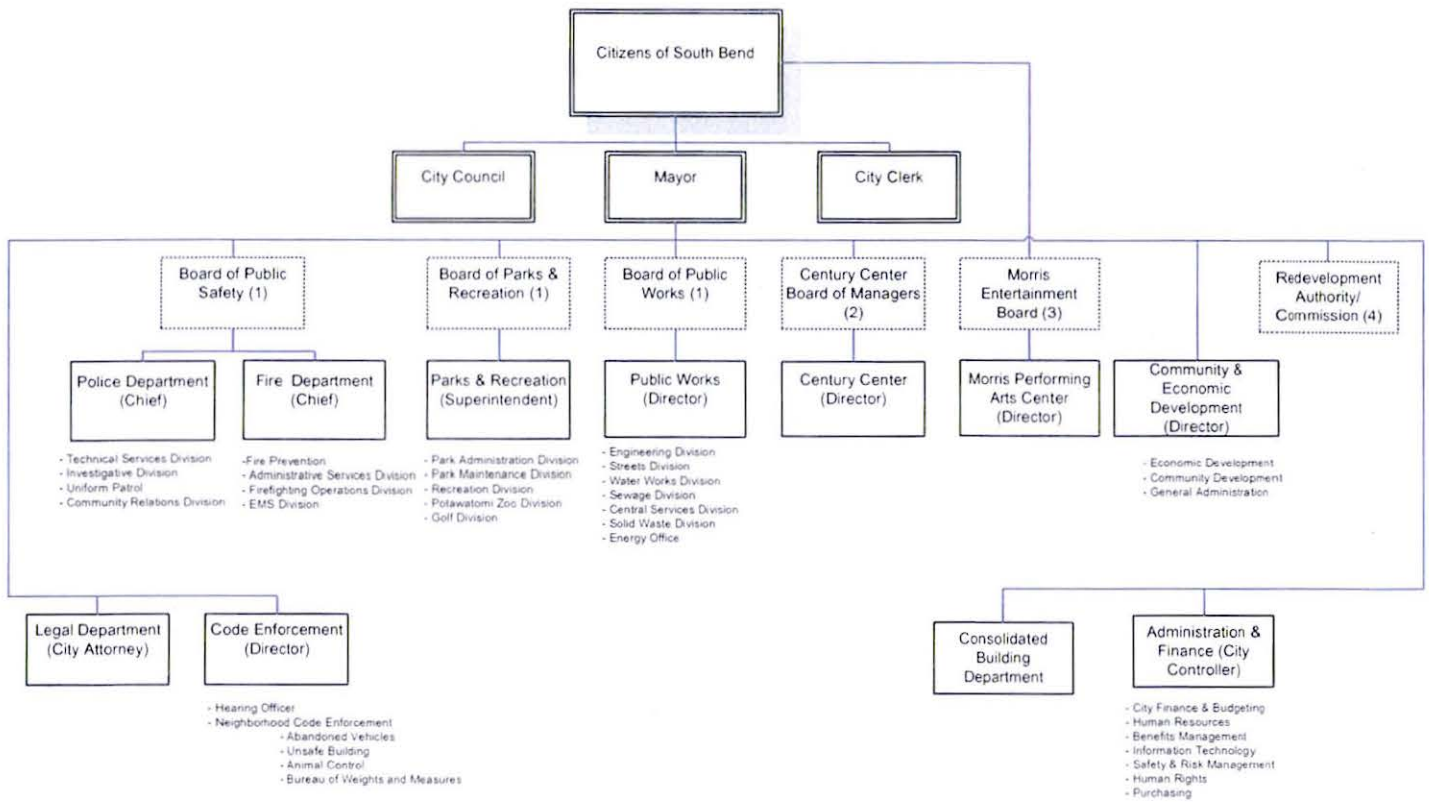 Citizens of South Bend
City Council
Mayor
City Clerk
Board of Public
Safety (1)
Board of Parks &
Recreation (1)
Board of Public
Works (1)
Century Center
Board of Managers
(2)
Morris
Entertainment
Board (3)
Redevelopment
Authority/
Commission (4)
Police Department
(Chief)
Fire Department
(Chief)
Parks & Recreation
(Superintendent)
Public Works
(Director)
Century Center
(Director)
Morris Performing
Arts Center
(Director)
Community &
Economic
Development
(Director)
- Technical Services Division
- Investigative Division
- Uniform Patrol
- Community Relations Division
-Fire Prevention
- Administrative Services Division
- Firefighting Operations Division
- EMS Division
- Park Administration Division
- Park Maintenance Division
- Recreation Division
- Potawatomi Zoo Division
- Golf Division
- Engineering Division
- Streets Division
- Water Works Division
- Sewage Division
- Central Services Division
- Solid Waste Division
- Energy Office
- Economic Development
- Community Development
- General Administration
Legal Department
(City Attorney)
Code Enforcement
(Director)
- Hearing Officer
- Neighborhood Code Enforcement
- Abandoned Vehicles
- Unsafe Building
- Animal Control
- Bureau of Weights and Measures
Consolidated
Building
Department
Administration &
Finance (City
Controller)
- City Finance & Budgeting
- Human Resources
- Benefits Management
- Information Technology
- Safety & Risk Management
- Human Rights
- Purchasing